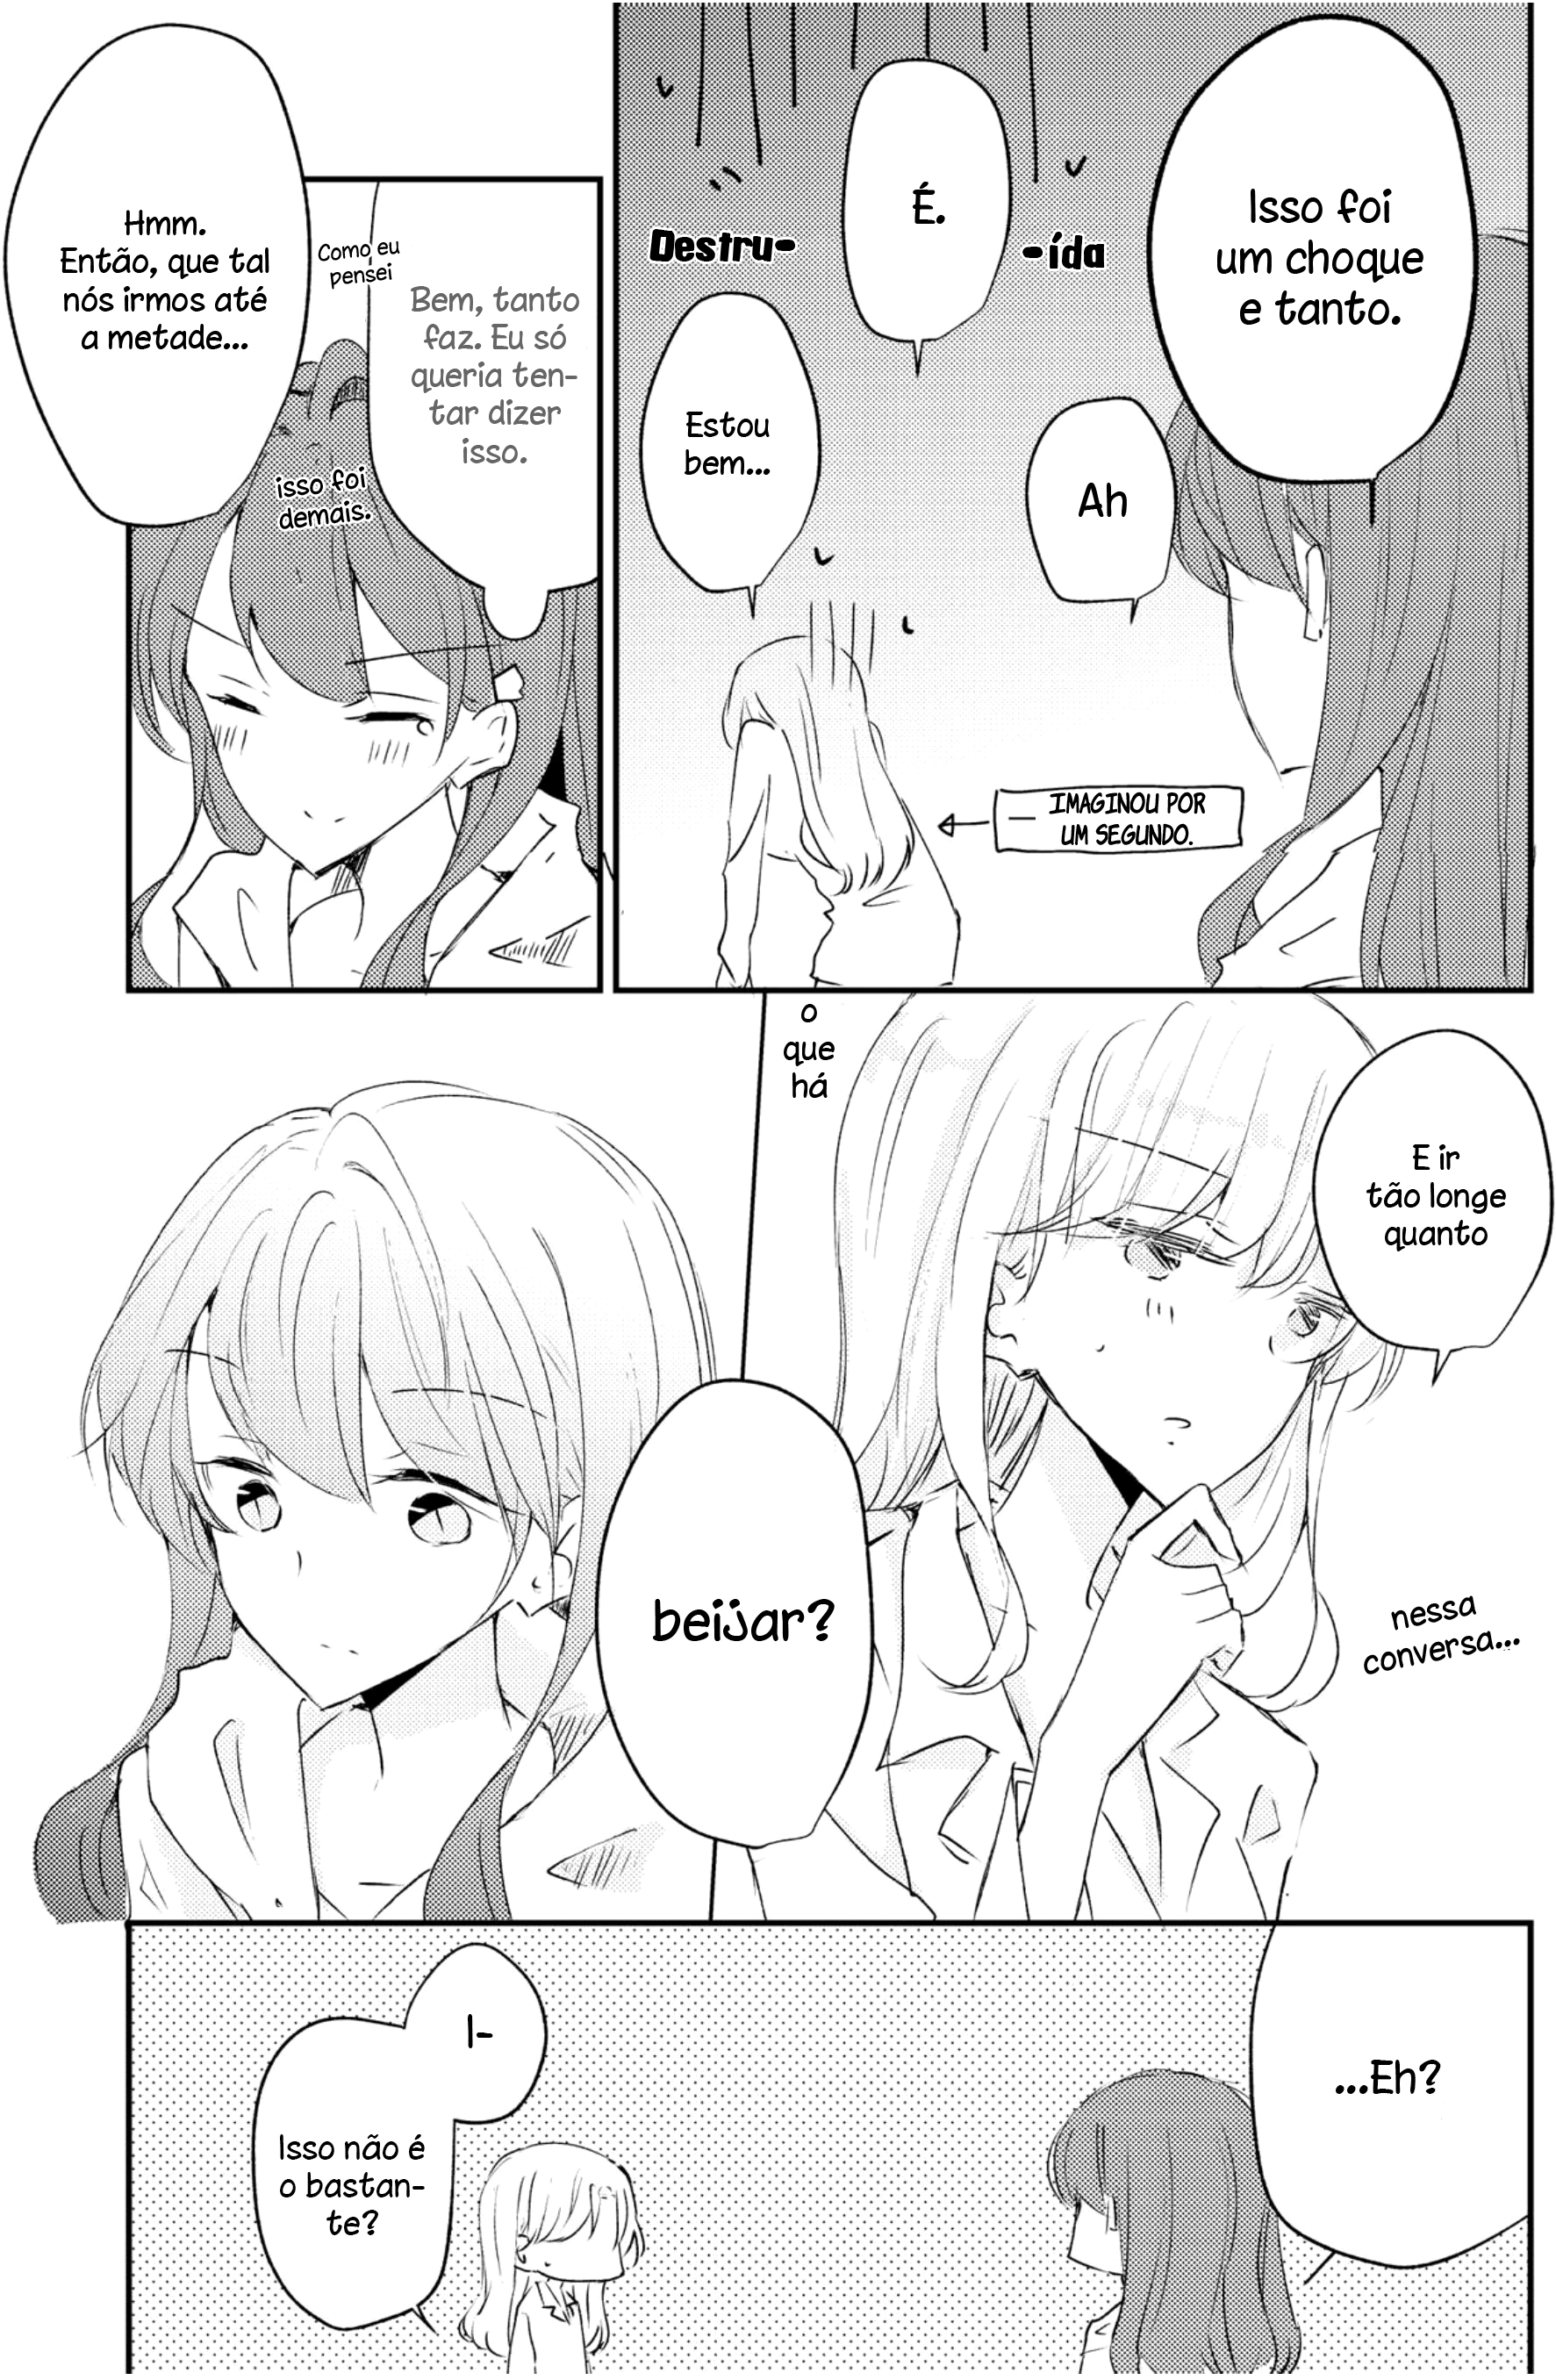 Isso foi
um choque
e tanto.
É.
Destru-
-ída
Ah
Estou
bem...
IMAGINOU POR
UM SEGUNDO.
Bem, tanto
faz. Eu só
queria ten-
tar dizer
isso.
Como eu
pensei
isso foi
demais.
Hmm.
Então, que tal
nós irmos até
a metade...
E ir
tão longe
quanto
o
que
há
nessa
conversa...
beijar?
...Eh?
I-
Isso não é
o bastan-
te?